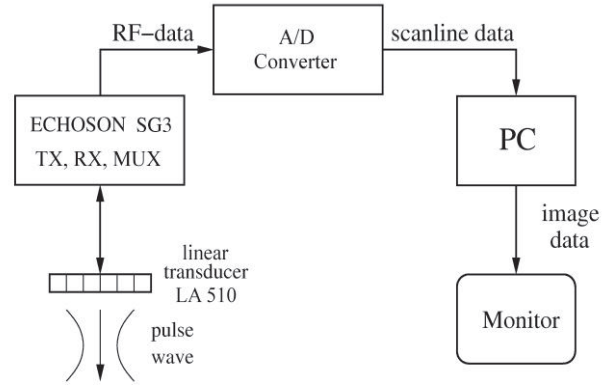 RF-data
A/D
Converter
scanline data
ECHOSON SG3
TX, RX, MUX
PC
linear
transducer
LA 510
image
data
pulse
wave
Monitor